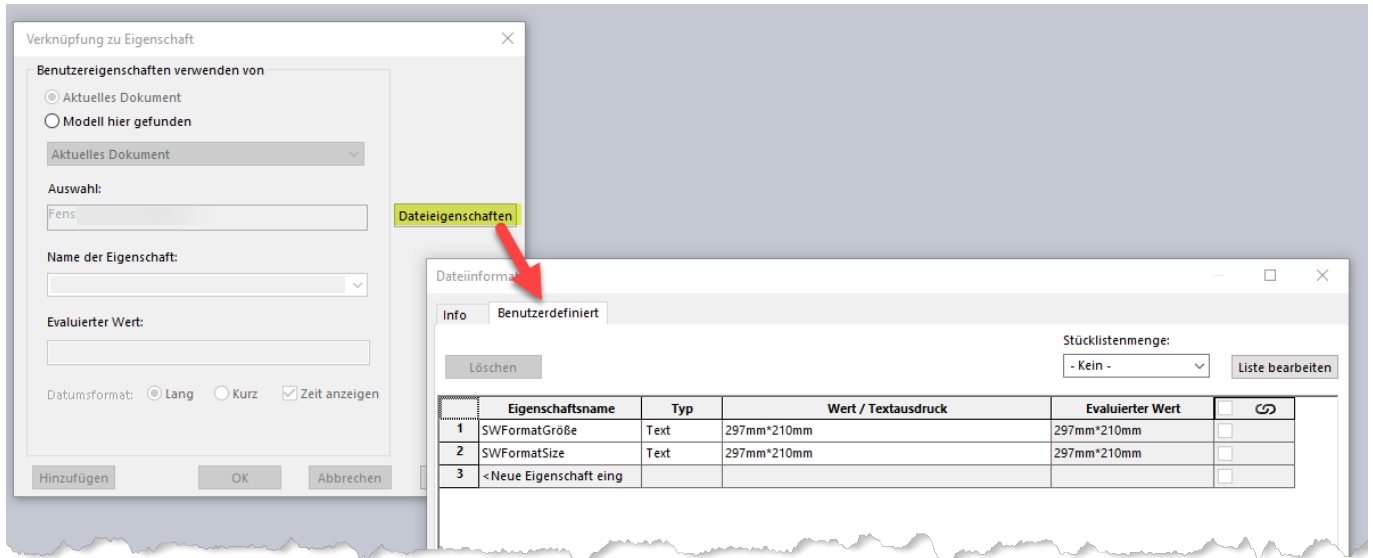 Verknüpfung zu Eigenschaft
Benutzereigenschaften verwenden von
Aktuelles Dokument
Modell hier gefunden
Aktuelles Dokument
Auswahl:
Dateieigenschaften
Name der Eigenschaft:
Evaluierter Wert:
Datumsformat: Lang Kurz Zeit anzeigen
Hinzufügen OK Abbrechen
Info Benutzerdefiniert
Stücklistenmenge:
Löschen - Kein - Liste bearbeiten
Eigenschaftsname Typ Wert / Textausdruck Evaluierter Wert
1 SWFormatGröße Text 297mm*210mm 297mm*210mm
2 SWFormatSize Text 297mm*210mm 297mm*210mm
3 <Neue Eigenschaft eing